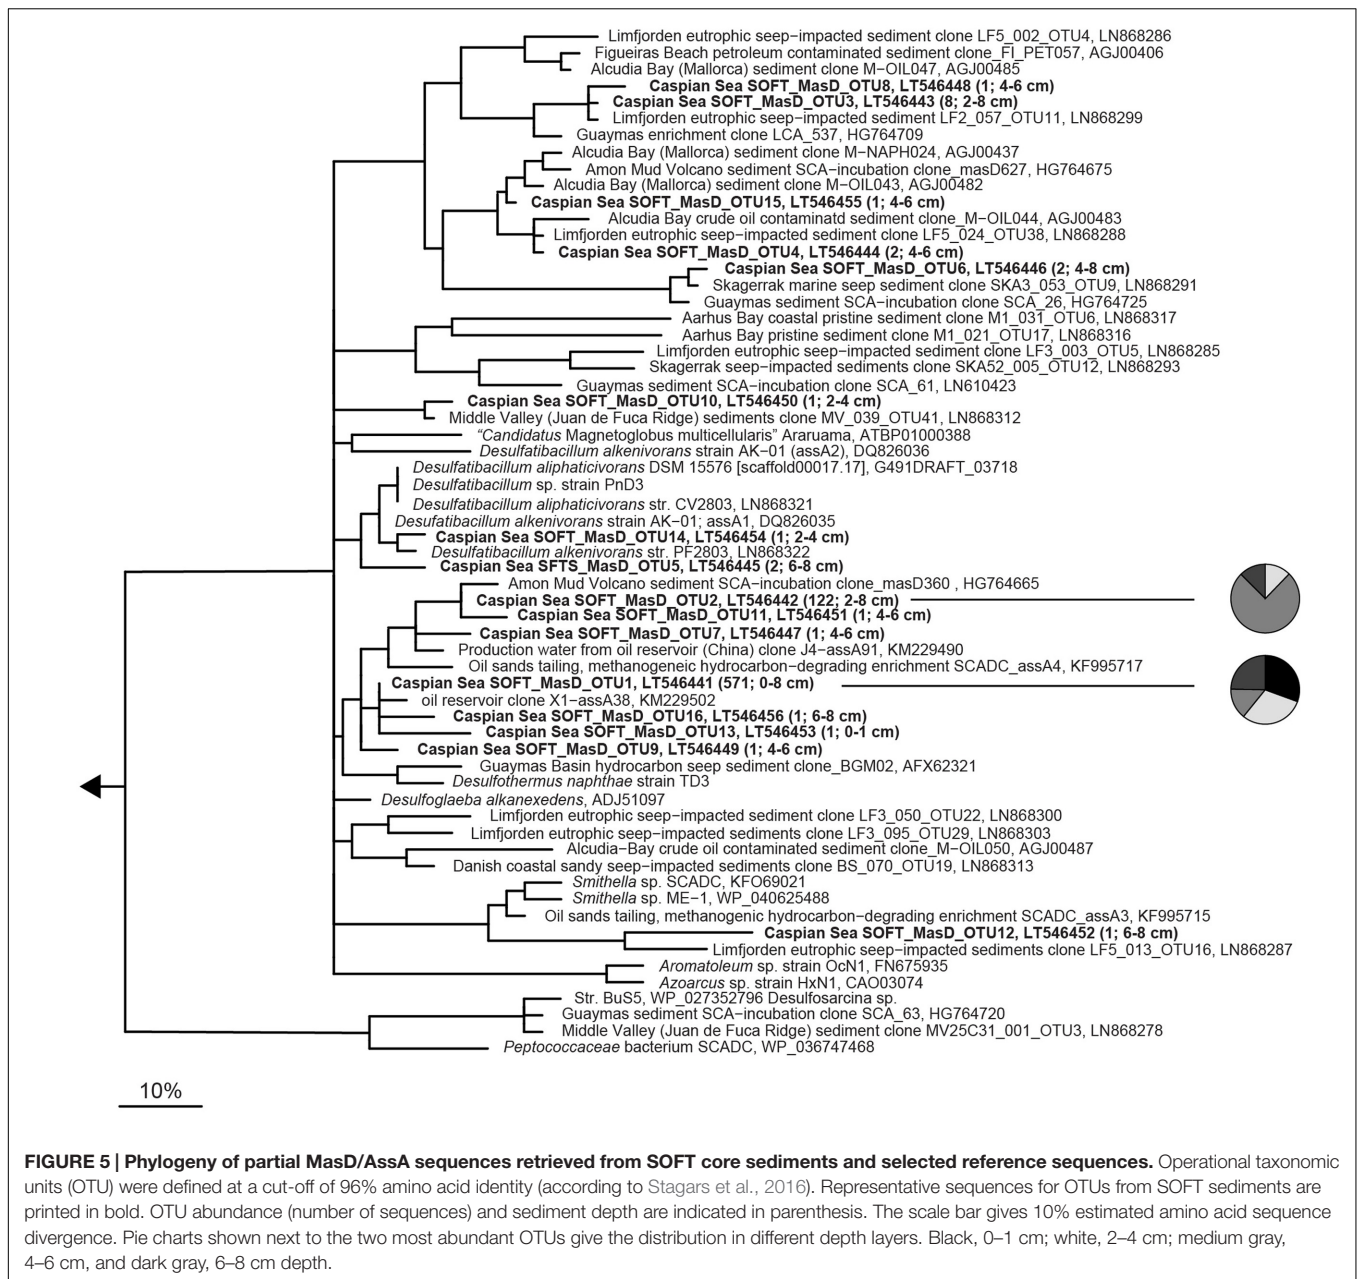 Limfjorden eutrophic seep-impacted sediment clone LF5_002_OTU4, LN868286
Figueiras Beach petroleum contaminated sediment clone_FI_PET057, AGJ00406
Alcudia Bay (Mallorca) sediment clone M−OIL047, AGJ00485
Caspian Sea SOFT_MasD_OTU8, LT546448 (1; 4-6 cm)
Caspian Sea SOFT_MasD_OTU3, LT546443 (8; 2-8 cm)
Limfjorden eutrophic seep-impacted sediment LF2_057_OTU11, LN868299
Guaymas enrichment clone LCA_537, HG764709
Alcudia Bay (Mallorca) sediment clone M−NAPH024, AGJ00437
Amon Mud Volcano sediment SCA−incubation clone_masD627, HG764675
Alcudia Bay (Mallorca) sediment clone M−OIL043, AGJ00482
Caspian Sea SOFT_MasD_OTU15, LT546455 (1; 4-6 cm)
Alcudia Bay crude oil contaminatd sediment clone_M−OIL044, AGJ00483
Limfjorden eutrophic seep-impacted sediment clone LF5_024_OTU38, LN868288
Caspian Sea SOFT_MasD_OTU4, LT546444 (2; 4-6 cm)
Caspian Sea SOFT_MasD_OTU6, LT546446 (2; 4-8 cm)
Skagerrak marine seep sediment clone SKA3_053_OTU9, LN868291
Guaymas sediment SCA−incubation clone SCA_26, HG764725
Aarhus Bay coastal pristine sediment clone M1_031_OTU6, LN868317
Aarhus Bay pristine sediment clone M1_021_OTU17, LN868316
Limfjorden eutrophic seep−impacted sediment clone LF3_003_OTU5, LN868285
Skagerrak seep−impacted sediments clone SKA52_005_OTU12, LN868293
Guaymas sediment SCA−incubation clone SCA_61, LN610423
Caspian Sea SOFT_MasD_OTU10, LT546450 (1; 2-4 cm)
Middle Valley (Juan de Fuca Ridge) sediments clone MV_039_OTU41, LN868312
“Candidatus Magnetoglobus multicellularis” Araruama, ATBP01000388
Desulfatibacillum alkenivorans strain AK−01 (assA2), DQ826036
Desulfatibacillum aliphaticivorans DSM 15576 [scaffold00017.17], G491DRAFT_03718
Desulfatibacillum sp. strain PnD3
Desulfatibacillum aliphaticivorans str. CV2803, LN868321
Desufatibacillum alkenivorans strain AK−01; assA1, DQ826035
Caspian Sea SOFT_MasD_OTU14, LT546454 (1; 2-4 cm)
Desulfatibacillum alkenivorans str. PF2803, LN868322
Caspian Sea SFTS_MasD_OTU5, LT546445 (2; 6-8 cm)
Amon Mud Volcano sediment SCA−incubation clone_masD360 , HG764665
Caspian Sea SOFT_MasD_OTU2, LT546442 (122; 2-8 cm)
Caspian Sea SOFT_MasD_OTU11, LT546451 (1; 4-6 cm)
Caspian Sea SOFT_MasD_OTU7, LT546447 (1; 4-6 cm)
Production water from oil reservoir (China) clone J4−assA91, KM229490
Oil sands tailing, methanogeneic hydrocarbon−degrading enrichment SCADC_assA4, KF995717
Caspian Sea SOFT_MasD_OTU1, LT546441 (571; 0-8 cm)
oil reservoir clone X1−assA38, KM229502
Caspian Sea SOFT_MasD_OTU16, LT546456 (1; 6-8 cm)
Caspian Sea SOFT_MasD_OTU13, LT546453 (1; 0-1 cm)
Caspian Sea SOFT_MasD_OTU9, LT546449 (1; 4-6 cm)
Guaymas Basin hydrocarbon seep sediment clone_BGM02, AFX62321
Desulfothermus naphthae strain TD3
Desulfoglaeba alkanexedens, ADJ51097
Limfjorden eutrophic seep−impacted sediment clone LF3_050_OTU22, LN868300
Limfjorden eutrophic seep−impacted sediments clone LF3_095_OTU29, LN868303
Alcudia−Bay crude oil contaminated sediment clone_M−OIL050, AGJ00487
Danish coastal sandy seep−impacted sediments clone BS_070_OTU19, LN868313
Smithella sp. SCADC, KFO69021
Smithella sp. ME−1, WP_040625488
Oil sands tailing, methanogenic hydrocarbon−degrading enrichment SCADC_assA3, KF995715
Caspian Sea SOFT_MasD_OTU12, LT546452 (1; 6-8 cm)
Limfjorden eutrophic seep−impacted sediments clone LF5_013_OTU16, LN868287
Aromatoleum sp. strain OcN1, FN675935
Azoarcus sp. strain HxN1, CAO03074
Str. BuS5, WP_027352796 Desulfosarcina sp.
Guaymas sediment SCA−incubation clone SCA_63, HG764720
Middle Valley (Juan de Fuca Ridge) sediment clone MV25C31_001_OTU3, LN868278
Peptococcaceae bacterium SCADC, WP_036747468
10%
FIGURE 5 | Phylogeny of partial MasD/AssA sequences retrieved from SOFT core sediments and selected reference sequences. Operational taxonomic
units (OTU) were defined at a cut-off of 96% amino acid identity (according to Stagars et al., 2016). Representative sequences for OTUs from SOFT sediments are
printed in bold. OTU abundance (number of sequences) and sediment depth are indicated in parenthesis. The scale bar gives 10% estimated amino acid sequence
divergence. Pie charts shown next to the two most abundant OTUs give the distribution in different depth layers. Black, 0–1 cm; white, 2–4 cm; medium gray,
4–6 cm, and dark gray, 6–8 cm depth.